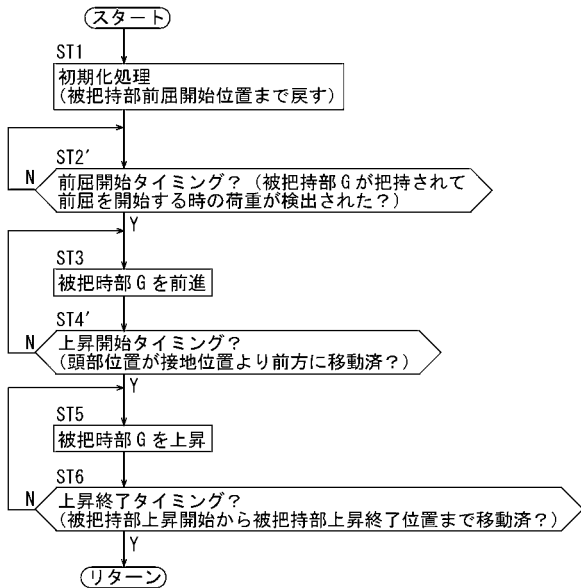 スタート
ST1
初期化処理
(被把持部前屈開始位置まで戻す)
ST2'
N
前屈開始タイミング？(被把持部Gが把持されて
前屈を開始する時の荷重が検出された？)
Y
ST3
被把時部Gを前進
ST4'
N
上昇開始タイミング？
(頭部位置が接地位置より前方に移動済？)
Y
ST5
被把時部Gを上昇
ST6
N
上昇終了タイミング？
(被把持部上昇開始から被把持部上昇終了位置まで移動済？)
Y
リターン